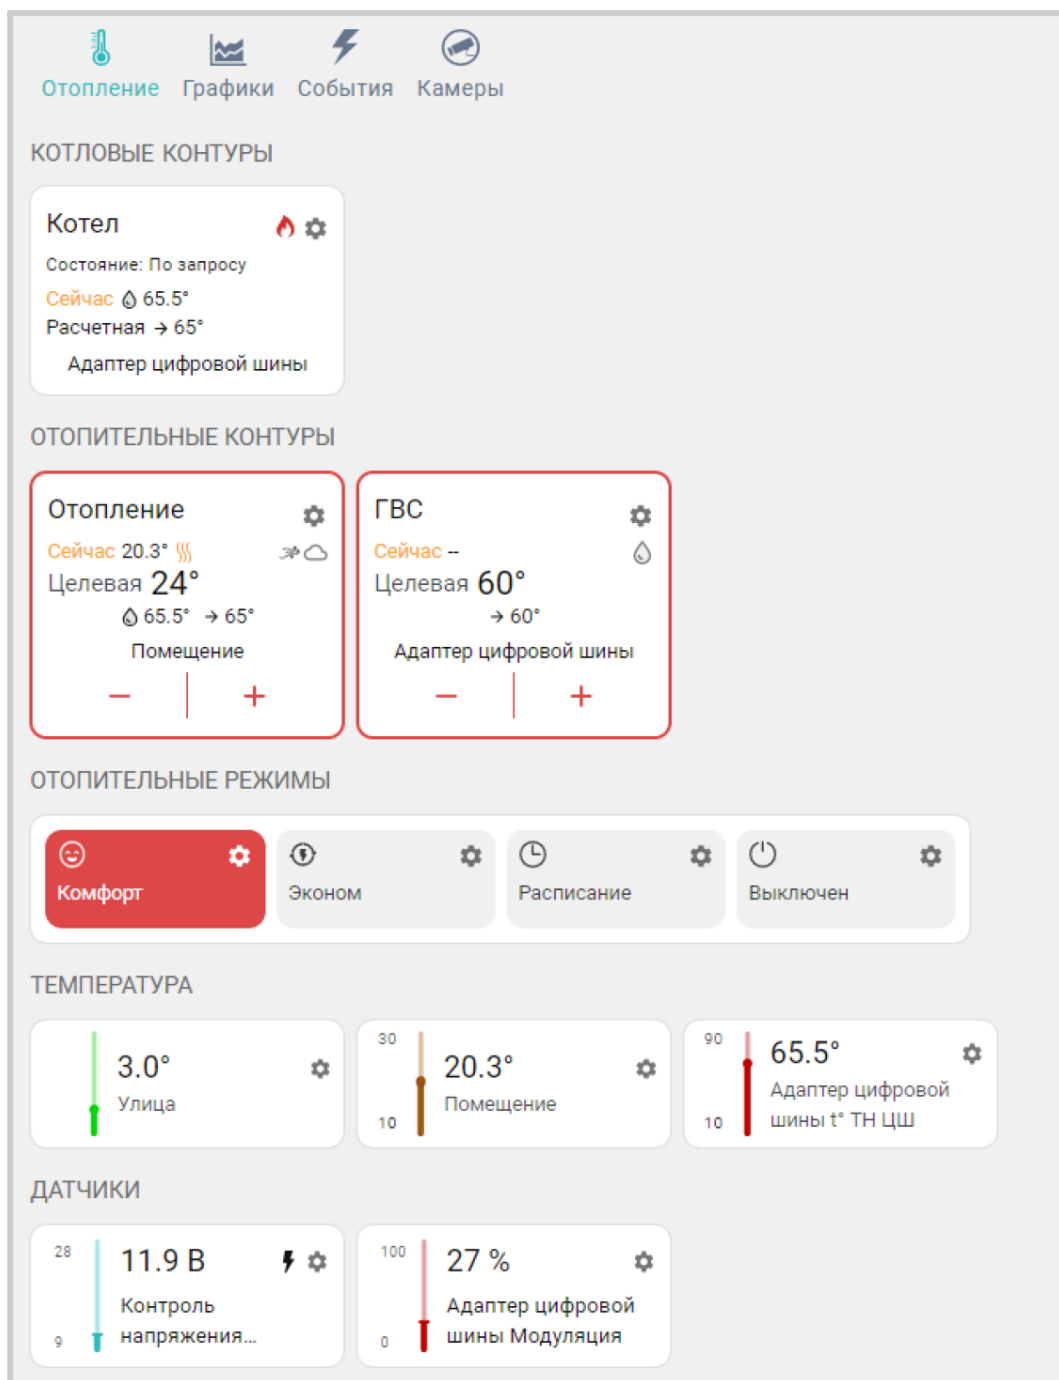 Отопление Графики События Камеры
КОТЛОВЫЕ КОНТУРЫ
Котел
Состояние: По запросу
Сейчас 65.5°
Расчетная → 65°
Адаптер цифровой шины
ОТОПИТЕЛЬНЫЕ КОНТУРЫ
Отопление
Сейчас 20.3°
Целевая 24°
65.5° → 65°
Помещение
− +
ГВС
Сейчас --
Целевая 60°
→ 60°
Адаптер цифровой шины
− +
ОТОПИТЕЛЬНЫЕ РЕЖИМЫ
Комфорт
Эконом
Расписание
Выключен
ТЕМПЕРАТУРА
3.0°
Улица
30
20.3°
Помещение
10
90
65.5°
Адаптер цифровой
шины t° ТН ЦШ
10
ДАТЧИКИ
28
11.9 В
Контроль
напряжения...
9
100
27 %
Адаптер цифровой
шины Модуляция
0